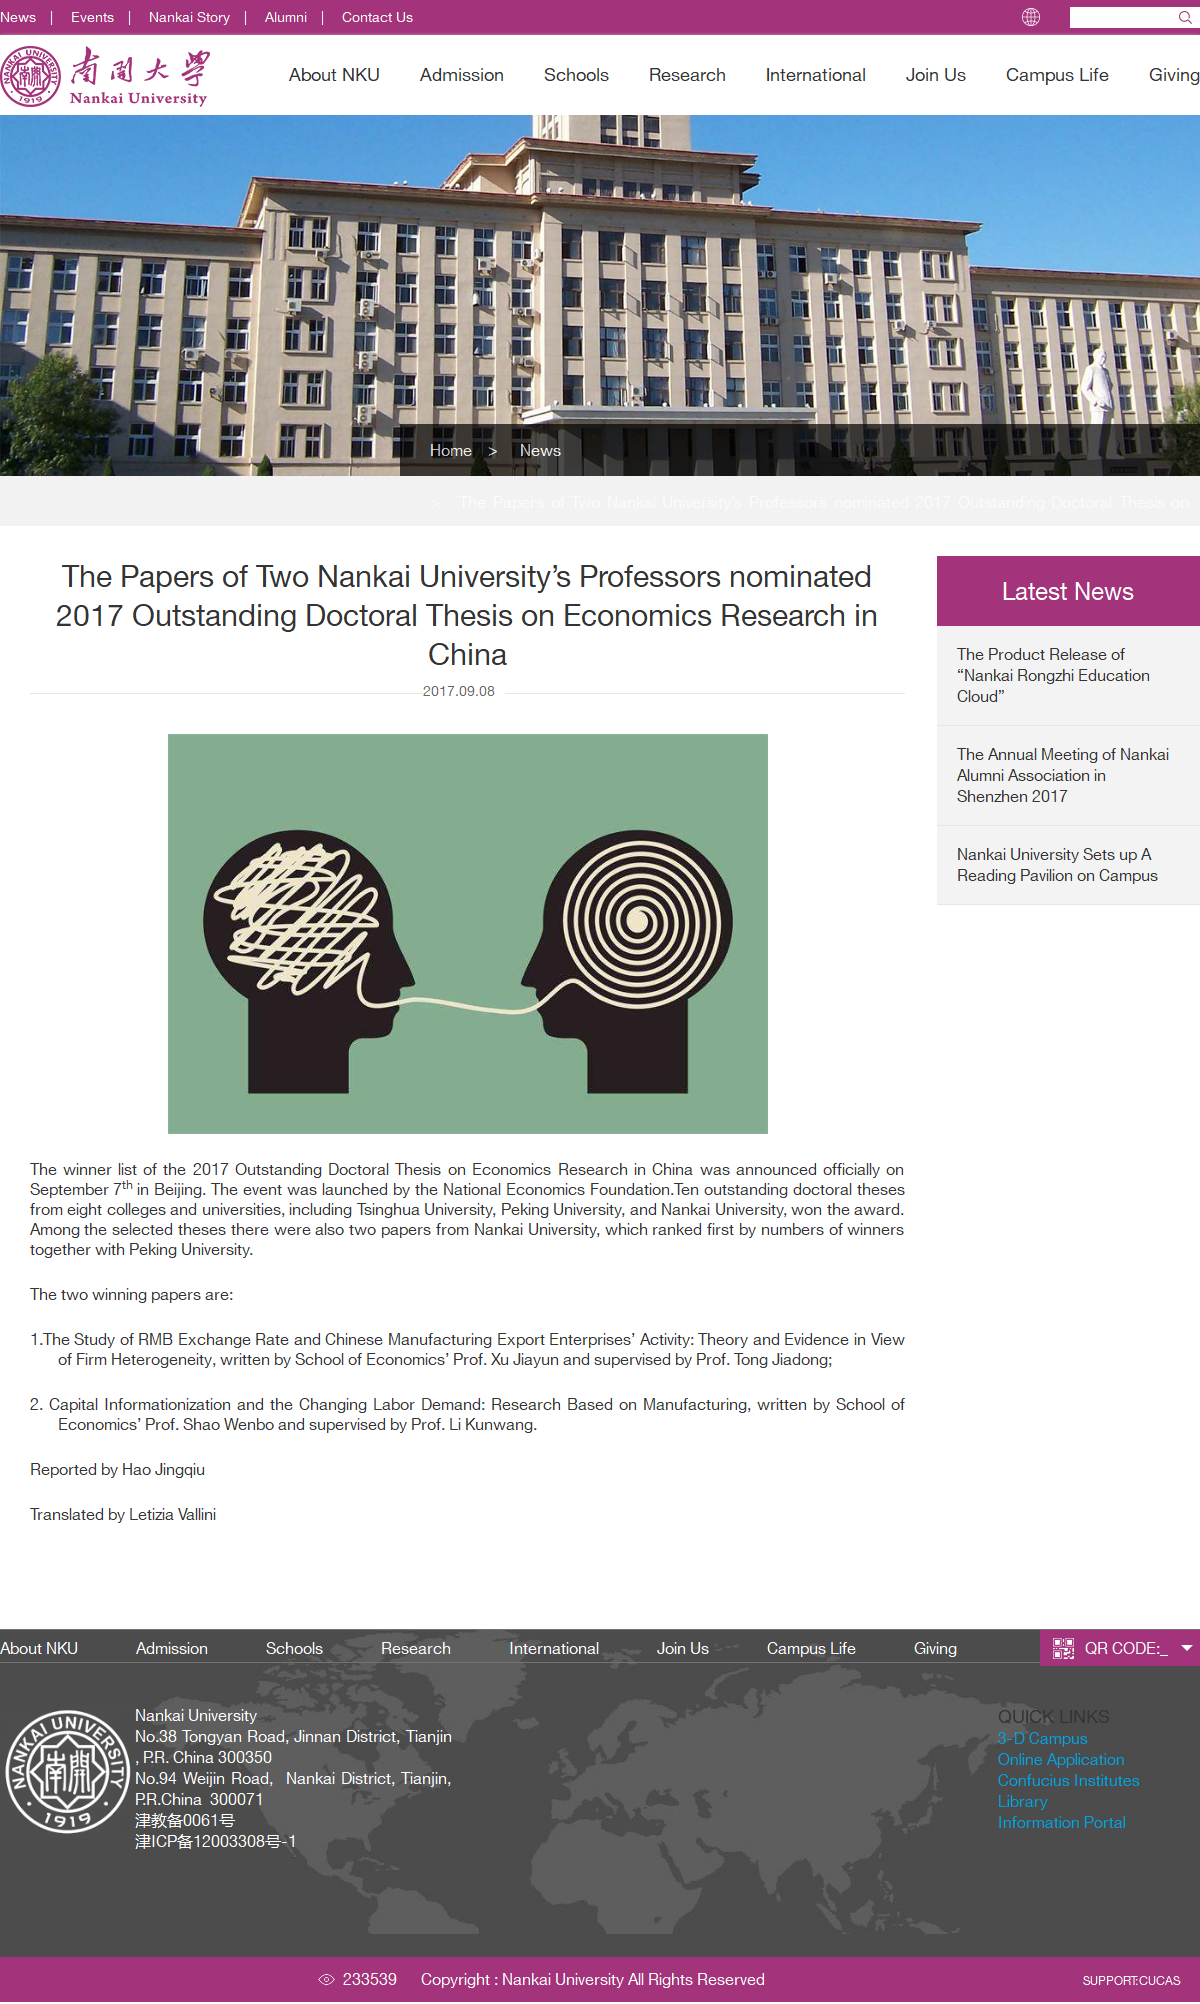 News | Events | Nankai Story | Alumni | Contact Us
NANKAI UNIVERSITY
1919
南開大學
Nankai University
About NKU Admission Schools Research International Join Us Campus Life Giving
Home > News
> The Papers of Two Nankai University’s Professors nominated 2017 Outstanding Doctoral Thesis on
The Papers of Two Nankai University’s Professors nominated
2017 Outstanding Doctoral Thesis on Economics Research in
China
2017.09.08
Latest News
The Product Release of
“Nankai Rongzhi Education
Cloud”
The Annual Meeting of Nankai
Alumni Association in
Shenzhen 2017
Nankai University Sets up A
Reading Pavilion on Campus
The winner list of the 2017 Outstanding Doctoral Thesis on Economics Research in China was announced officially on
September 7th in Beijing. The event was launched by the National Economics Foundation.Ten outstanding doctoral theses
from eight colleges and universities, including Tsinghua University, Peking University, and Nankai University, won the award.
Among the selected theses there were also two papers from Nankai University, which ranked first by numbers of winners
together with Peking University.
The two winning papers are:
1.The Study of RMB Exchange Rate and Chinese Manufacturing Export Enterprises’ Activity: Theory and Evidence in View
of Firm Heterogeneity, written by School of Economics’ Prof. Xu Jiayun and supervised by Prof. Tong Jiadong;
2. Capital Informationization and the Changing Labor Demand: Research Based on Manufacturing, written by School of
Economics’ Prof. Shao Wenbo and supervised by Prof. Li Kunwang.
Reported by Hao Jingqiu
Translated by Letizia Vallini
About NKU Admission Schools Research International Join Us Campus Life Giving QR CODE:_
NANKAI UNIVERSITY
南開
1919
Nankai University
No.38 Tongyan Road, Jinnan District, Tianjin
, P.R. China 300350
No.94 Weijin Road, Nankai District, Tianjin,
P.R.China 300071
津教备0061号
津ICP备12003308号-1
QUICK LINKS
3-D Campus
Online Application
Confucius Institutes
Library
Information Portal
233539 Copyright : Nankai University All Rights Reserved
SUPPORT:CUCAS